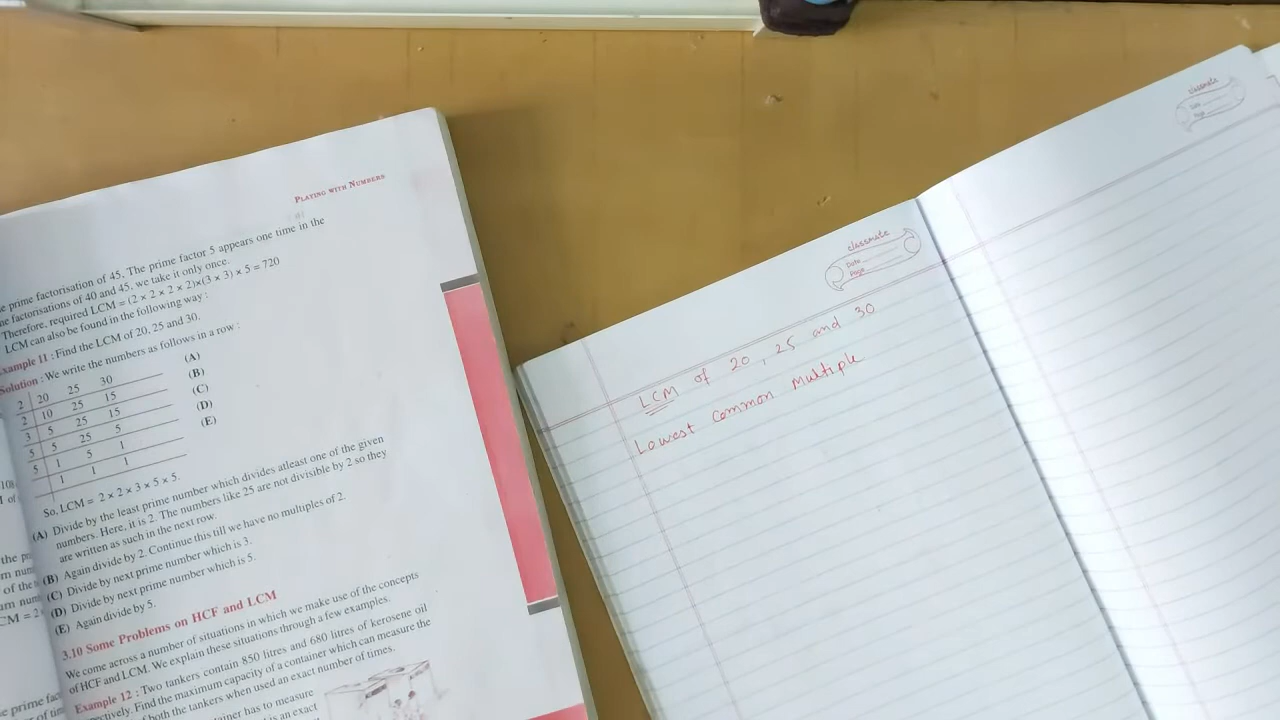 PLAYING WITH NUMBERS
prime factorisation of 45. The prime factor 5 appears one time in the
factorisations of 40 and 45, we take it only once.
Therefore, required LCM = (2 × 2 × 2 × 2)×(3 × 3) × 5 = 720
LCM can also be found in the following way :
Example 11 : Find the LCM of 20, 25 and 30.
Solution : We write the numbers as follows in a row :
2 20 25 30 (A)
2 10 25 15 (B)
3 5 25 15 (C)
5 5 25 5 (D)
5 1 5 1 (E)
1 1 1
So, LCM = 2 × 2 × 3 × 5 × 5.
(A) Divide by the least prime number which divides atleast one of the given
numbers. Here, it is 2. The numbers like 25 are not divisible by 2 so they
are written as such in the next row.
(B) Again divide by 2. Continue this till we have no multiples of 2.
(C) Divide by next prime number which is 3.
(D) Divide by next prime number which is 5.
(E) Again divide by 5.
3.10 Some Problems on HCF and LCM
We come across a number of situations in which we make use of the concepts
of HCF and LCM. We explain these situations through a few examples.
Example 12 : Two tankers contain 850 litres and 680 litres of kerosene oil
Find the maximum capacity of a container which can measure the
of both the tankers when used an exact number of times.
has to measure
exact
classmate
Date
Page
LCM of 20, 25 and 30
Lowest Common Multiple
classmate
Date
Page